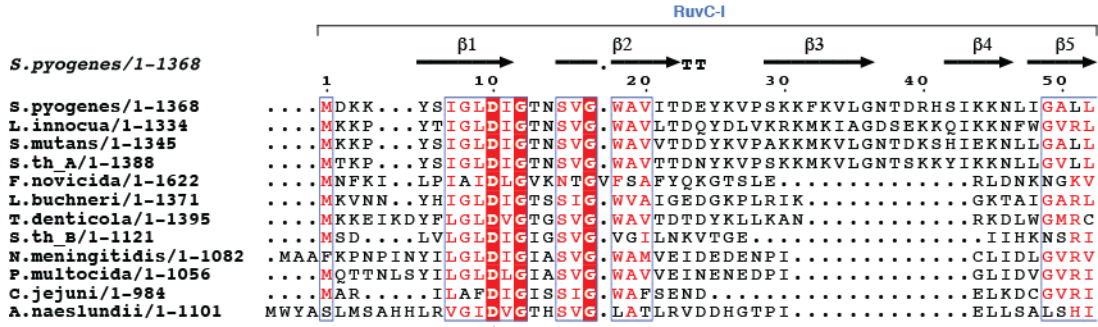 RuvC-I
β1 β2 β3 β4 β5
S.pyogenes/1-1368 . TT
1 10 20 30 40 50
S.pyogenes/1-1368 ....MDKK...YSIGLDIGTNSVG.WAVITDEYKVPSKKFKVLGNTDRHSIKKNLIGALL
L.innocua/1-1334 ....MKKP...YTIGLDIGTNSVG.WAVLTDQYDLVKRKMKIAGDSEKKQIKKNFWGVRL
S.mutans/1-1345 ....MKKP...YSIGLDIGTNSVG.WAVVTDDYKVPAKKMKVLGNTDKSHIEKNLLGALL
S.th_A/1-1388 ....MTKP...YSIGLDIGTNSVG.WAVTTDNYKVPSKKMKVLGNTSKKYIKKNLLGVLL
F.novicida/1-1622 ....MNFKI..LPIAIDLGVKNTGVFSAFYQKGTSLE..............RLDNKNGKV
L.buchneri/1-1371 ....MKVNN..YHIGLDIGTSSIG.WVAIGEDGKPLRIK............GKTAIGARL
T.denticola/1-1395 ....MKKEIKDYFLGLDVGTGSVG.WAVTDTDYKLLKAN............RKDLWGMRC
S.th_B/1-1121 ....MSD....LVLGLDIGIGSVG.VGILNKVTGE.................IIHKNSRI
N.meningitidis/1-1082 .MAAFKPNPINYILGLDIGIASVG.WAMVEIDEDENPI.............CLIDLGVRV
P.multocida/1-1056 ....MQTTNLSYILGLDLGIASVG.WAVVEINENEDPI.............GLIDVGVRI
C.jejuni/1-984 ....MAR.....ILAFDIGISSIG.WAFSEND...................ELKDCGVRI
A.naeslundii/1-1101 MWYASLMSAHHLRVGIDVGTHSVG.LATLRVDDHGTPI.............ELLSALSHI